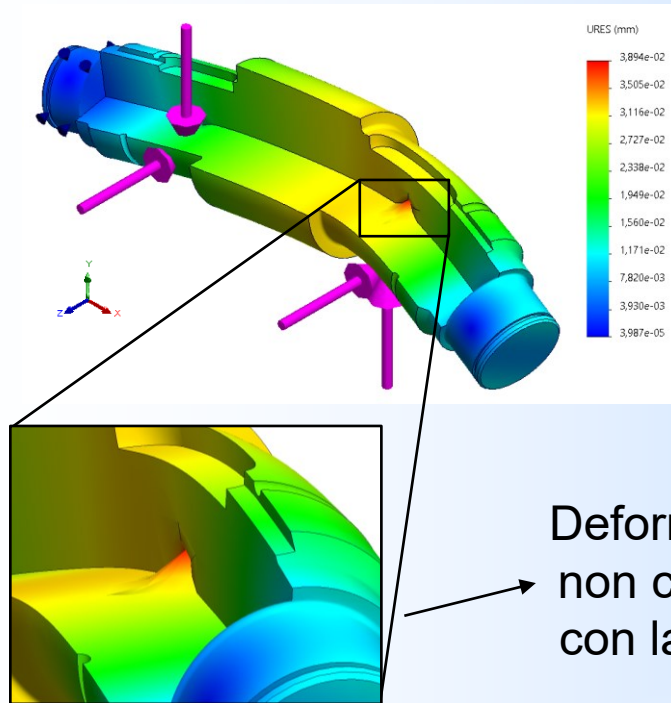 URES (mm)
3,894e-02
3,505e-02
3,116e-02
2,727e-02
2,338e-02
1,949e-02
1,560e-02
1,171e-02
7,820e-03
3,930e-03
3,987e-05
Y
Z X
Defor
non c
con la